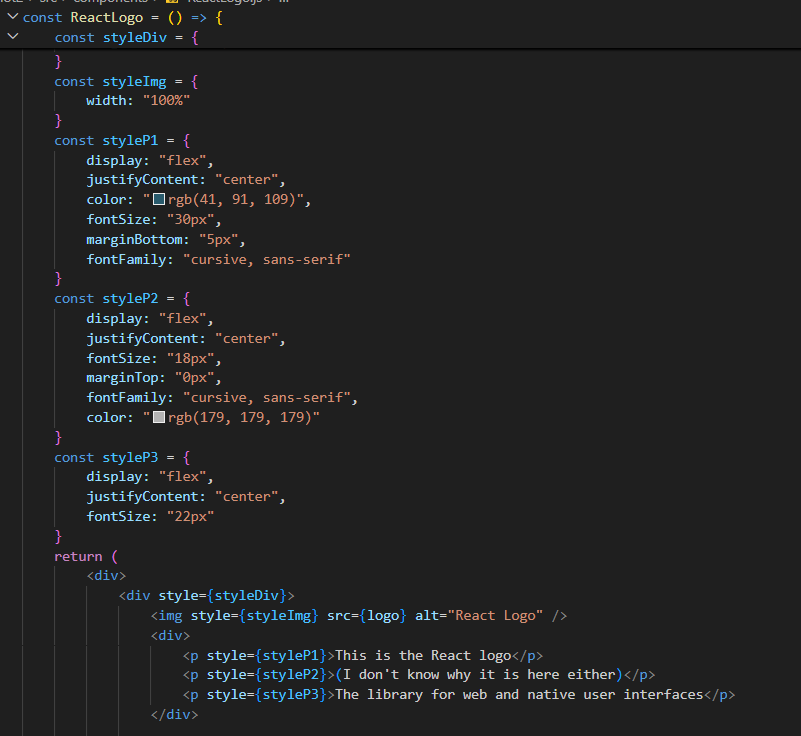 const ReactLogo = () => {
const styleDiv = {
}
const styleImg = {
width: "100%"
}
const styleP1 = {
display: "flex",
justifyContent: "center",
color: "rgb(41, 91, 109)",
fontSize: "30px",
marginBottom: "5px",
fontFamily: "cursive, sans-serif"
}
const styleP2 = {
display: "flex",
justifyContent: "center",
fontSize: "18px",
marginTop: "0px",
fontFamily: "cursive, sans-serif",
color: "rgb(179, 179, 179)"
}
const styleP3 = {
display: "flex",
justifyContent: "center",
fontSize: "22px"
}
return (
<div>
<div style={styleDiv}>
<img style={styleImg} src={logo} alt="React Logo" />
<div>
<p style={styleP1}>This is the React logo</p>
<p style={styleP2}>(I don't know why it is here either)</p>
<p style={styleP3}>The library for web and native user interfaces</p>
</div>